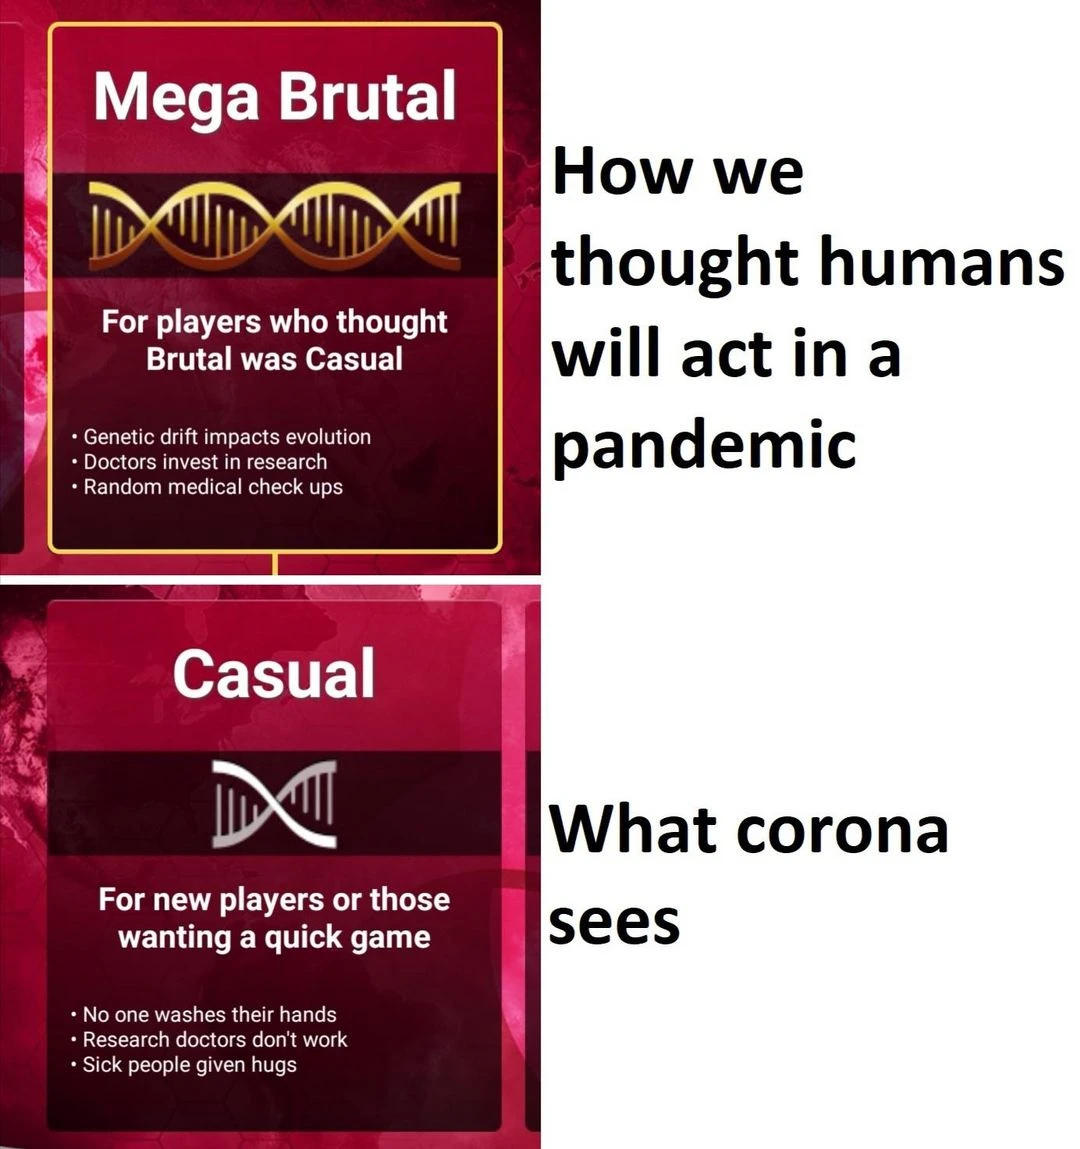 Mega Brutal
For players who thought
Brutal was Casual
• Genetic drift impacts evolution
• Doctors invest in research
• Random medical check ups
How we
thought humans
will act in a
pandemic
Casual
For new players or those
wanting a quick game
• No one washes their hands
• Research doctors don't work
• Sick people given hugs
What corona
sees